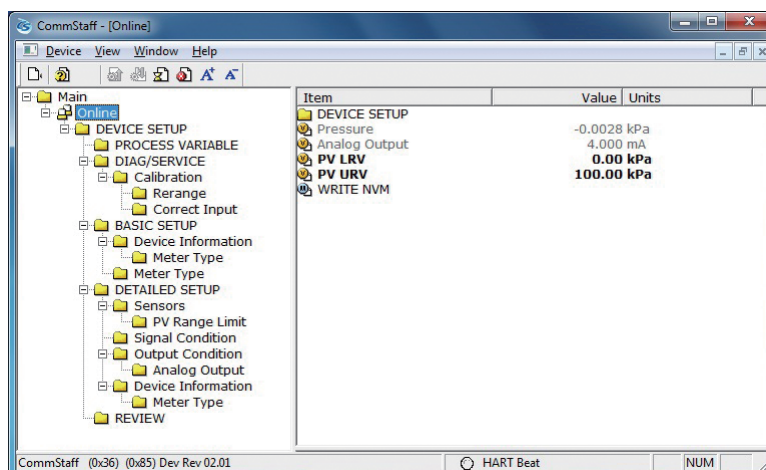 CommStaff - [Online]
Device View Window Help
A+ A-
Main
Online
DEVICE SETUP
PROCESS VARIABLE
DIAG/SERVICE
Calibration
Rerange
Correct Input
BASIC SETUP
Device Information
Meter Type
Meter Type
DETAILED SETUP
Sensors
PV Range Limit
Signal Condition
Output Condition
Analog Output
Device Information
Meter Type
REVIEW
Item Value Units
DEVICE SETUP
Pressure -0.0028 kPa
Analog Output 4.000 mA
PV LRV 0.00 kPa
PV URV 100.00 kPa
WRITE NVM
CommStaff (0x36) (0x85) Dev Rev 02.01 HART Beat NUM